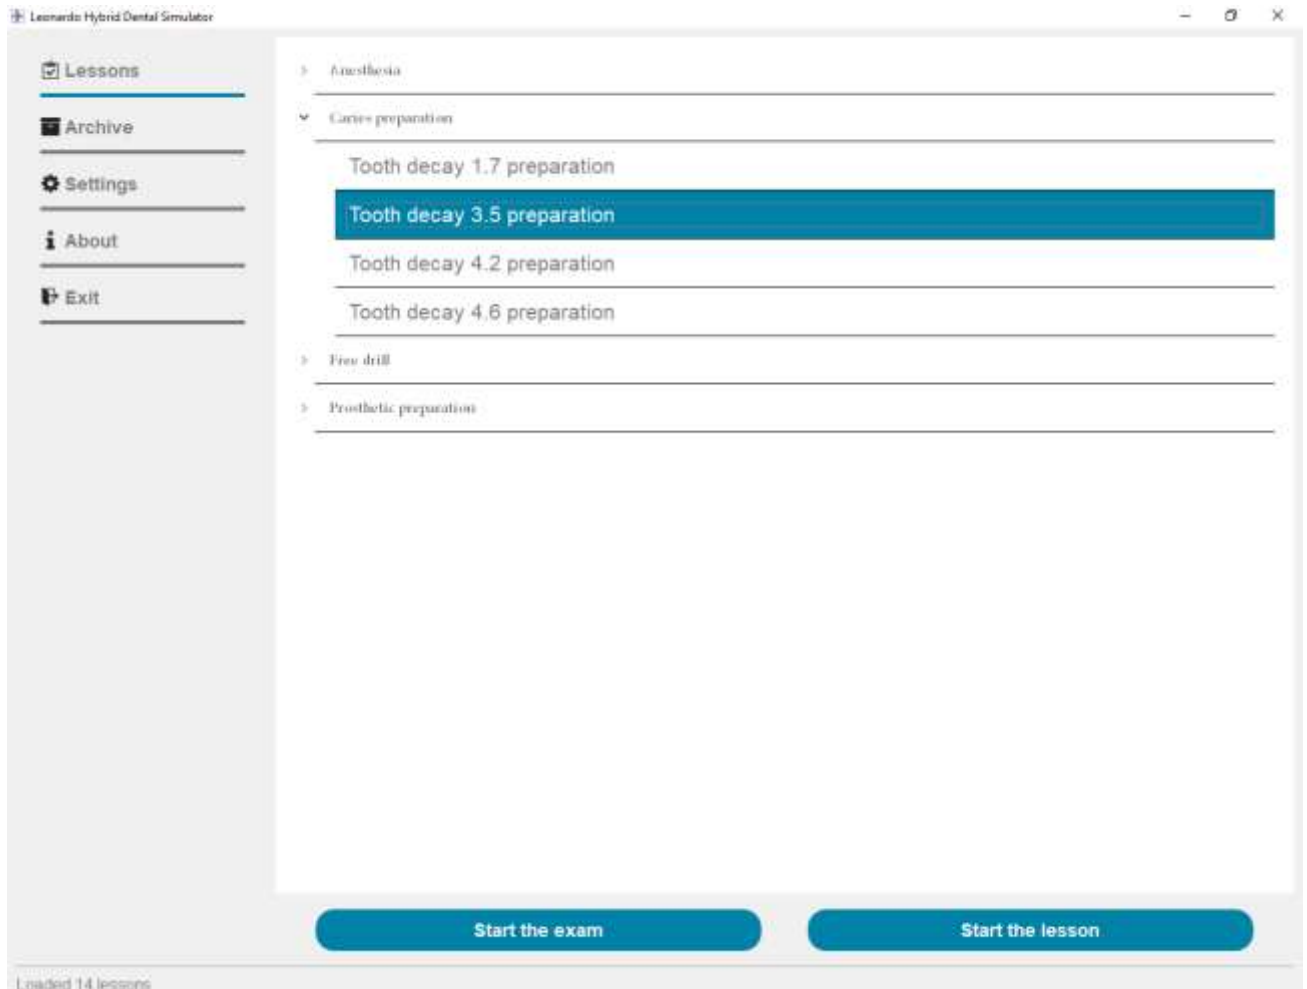 Leonardo Hybrid Dental Simulator
Lessons
Archive
Settings
About
Exit
Anesthesia
Caries preparation
Tooth decay 1.7 preparation
Tooth decay 3.5 preparation
Tooth decay 4.2 preparation
Tooth decay 4.6 preparation
Free drill
Prosthetic preparation
Start the exam
Start the lesson
Loaded 14 lessons